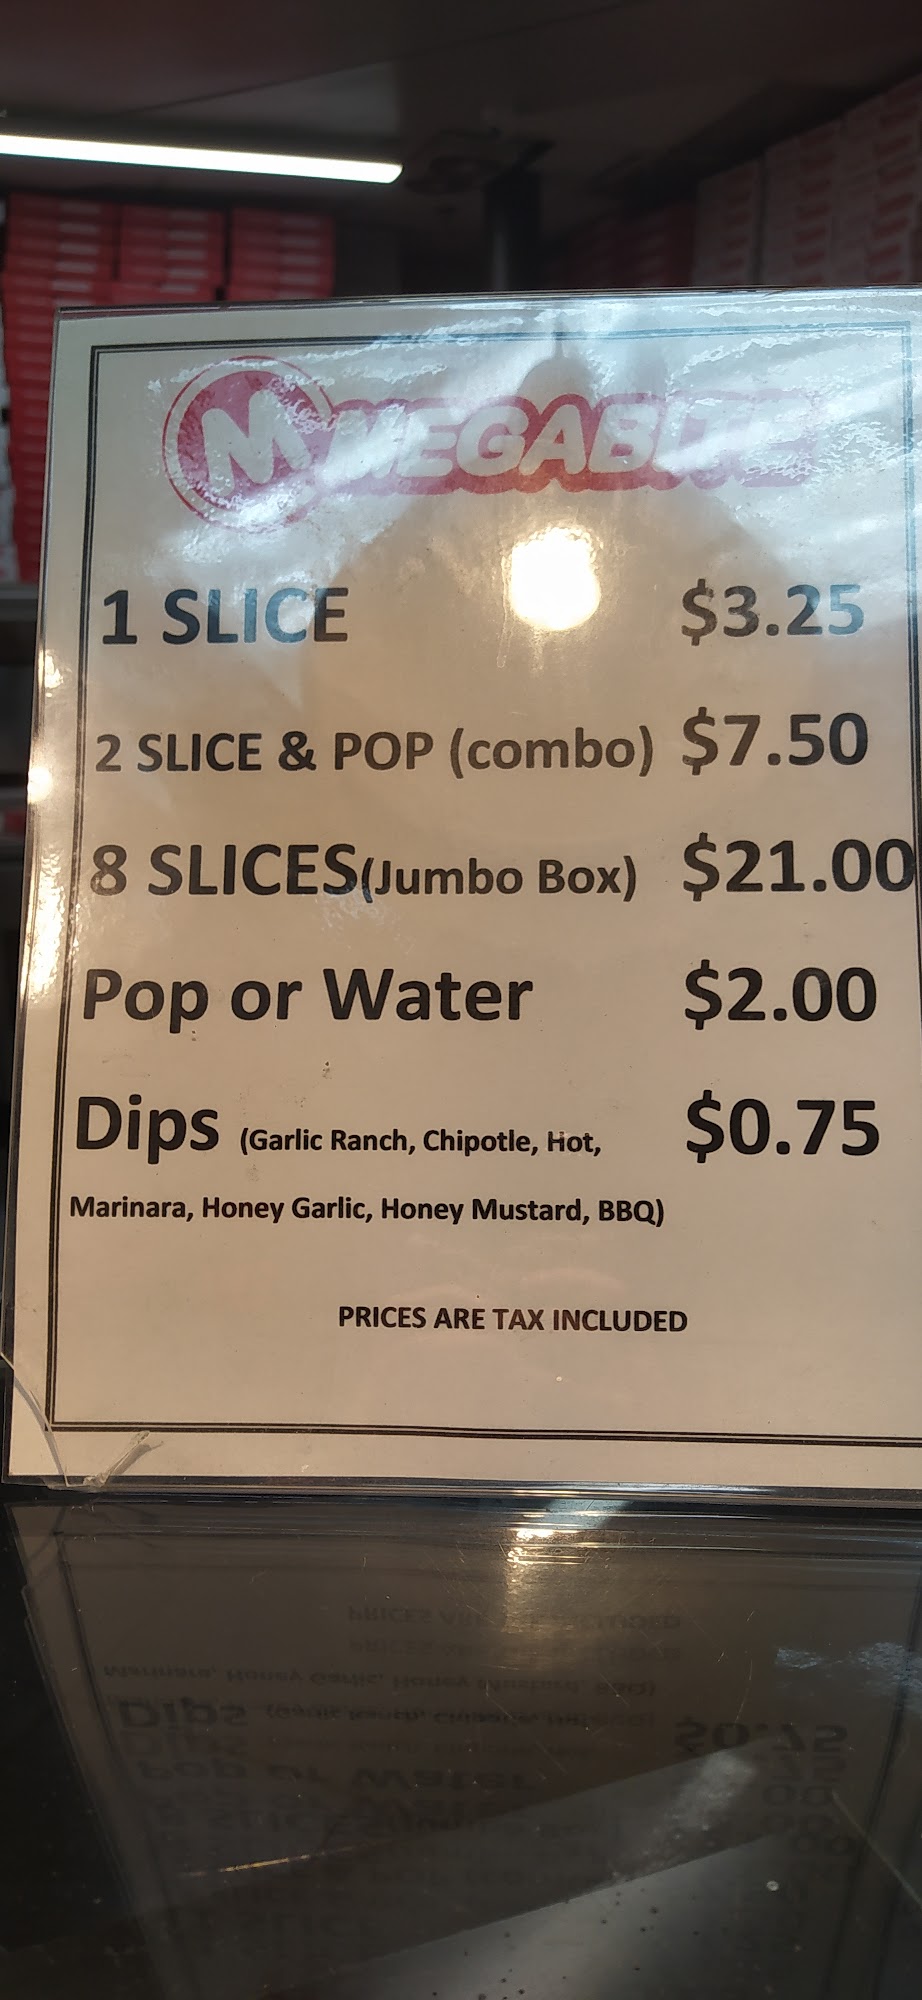 M MEGABITE
1 SLICE $3.25
2 SLICE & POP (combo) $7.50
8 SLICES(Jumbo Box) $21.00
Pop or Water $2.00
Dips (Garlic Ranch, Chipotle, Hot, $0.75
Marinara, Honey Garlic, Honey Mustard, BBQ)
PRICES ARE TAX INCLUDED